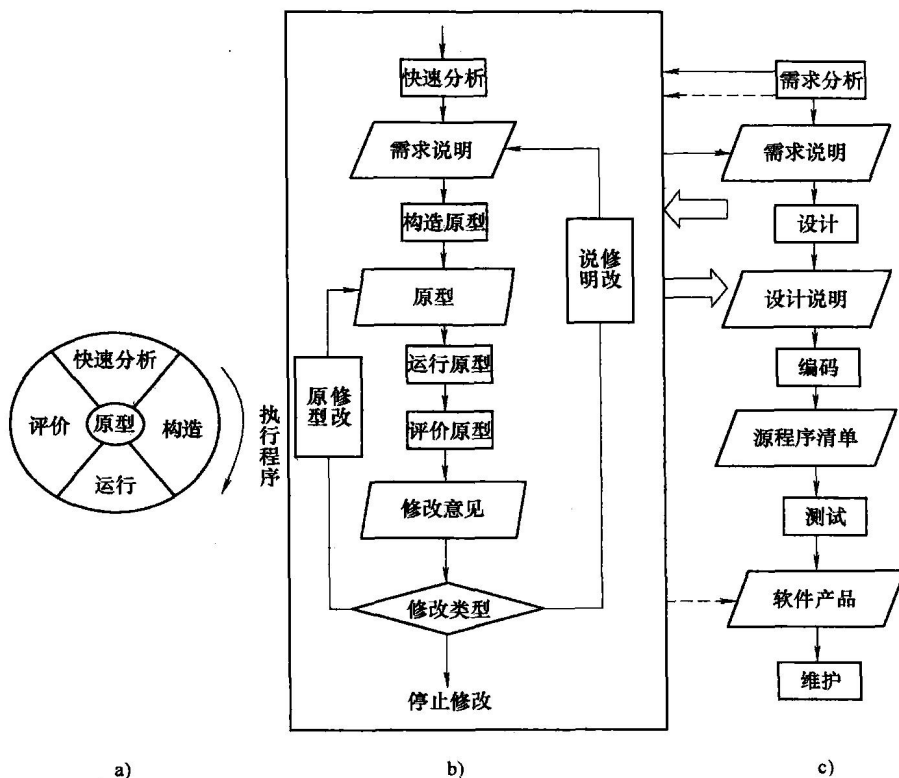 快速分析
评价
原型
构造
运行
执行程序
快速分析
需求说明
构造原型
原型
运行原型
评价原型
修改意见
修改类型
停止修改
修改
原型
修改
说明
需求分析
需求说明
设计
设计说明
编码
源程序清单
测试
软件产品
维护
a)
b)
c)